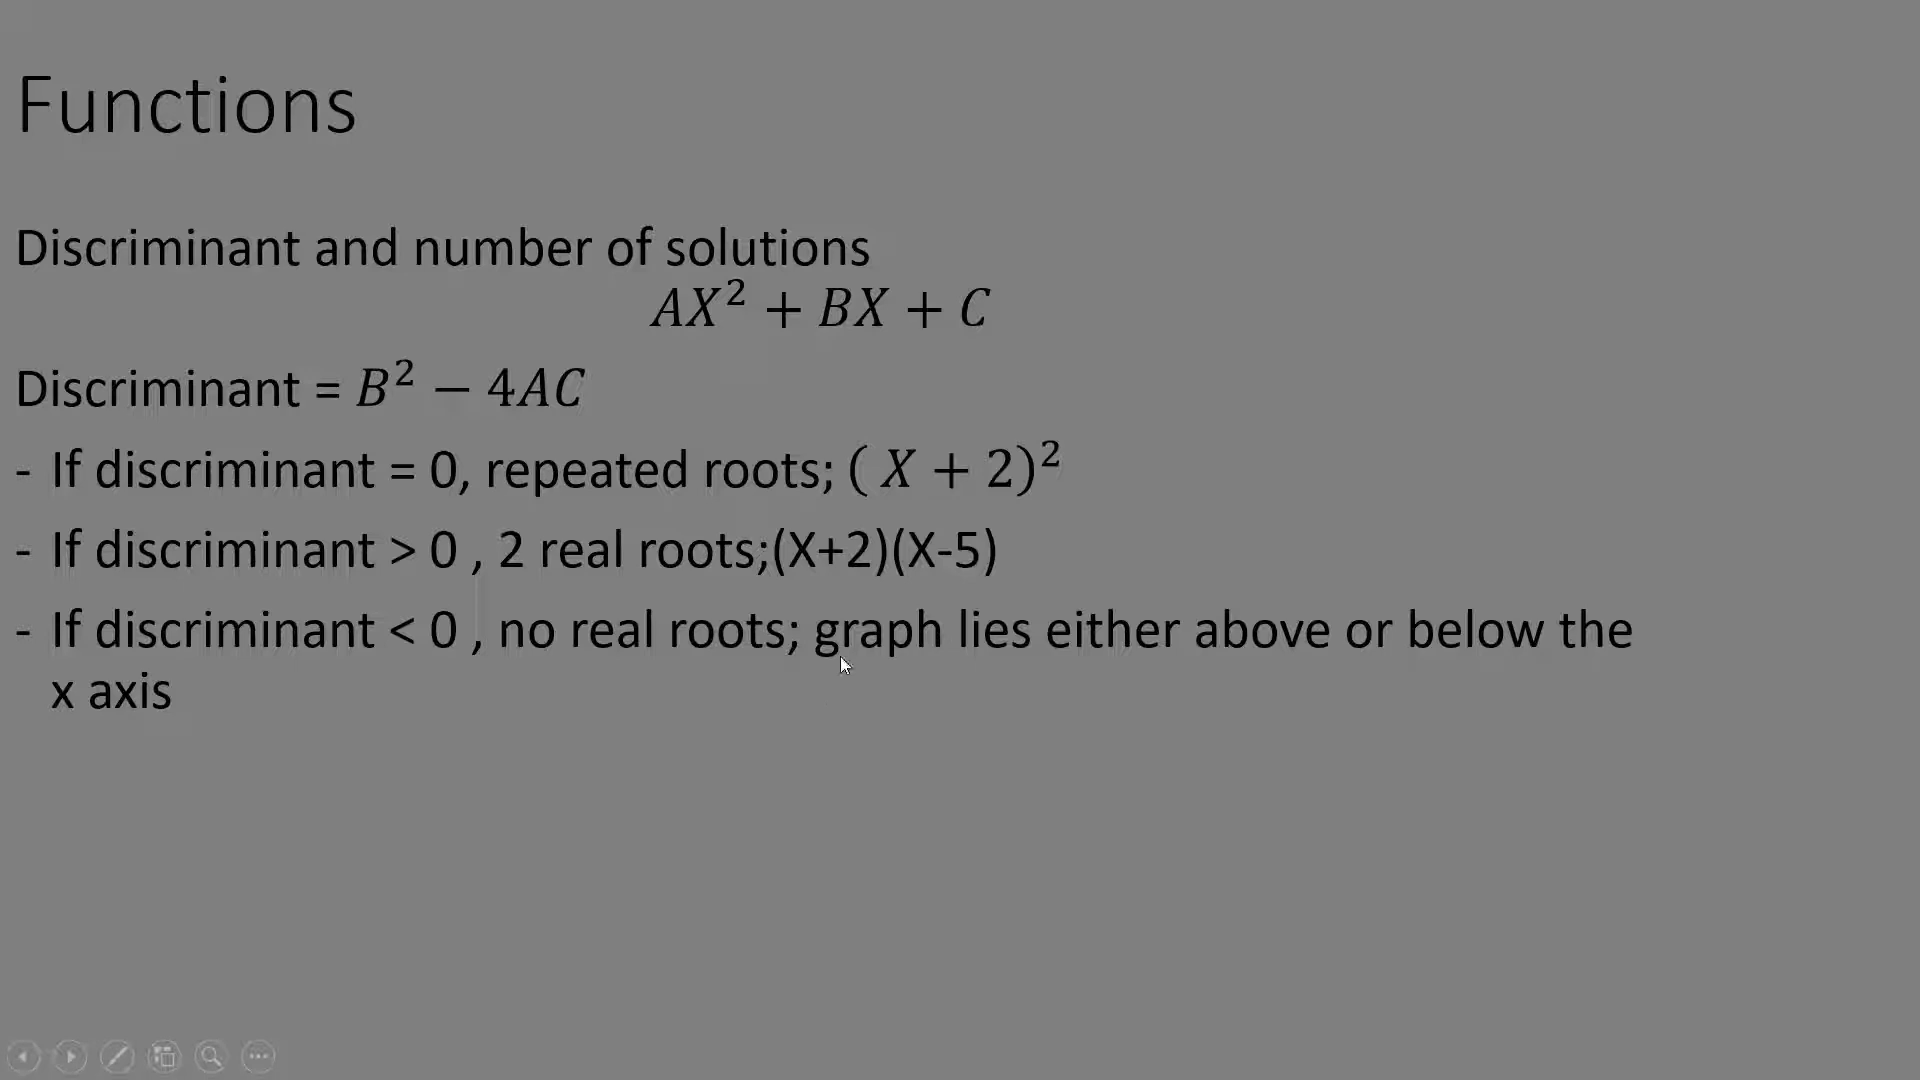 Functions
Discriminant and number of solutions
AX² + BX + C
Discriminant = B² − 4AC
- If discriminant = 0, repeated roots; ( X + 2)²
- If discriminant > 0 , 2 real roots;(X+2)(X-5)
- If discriminant < 0 , no real roots; graph lies either above or below the
x axis